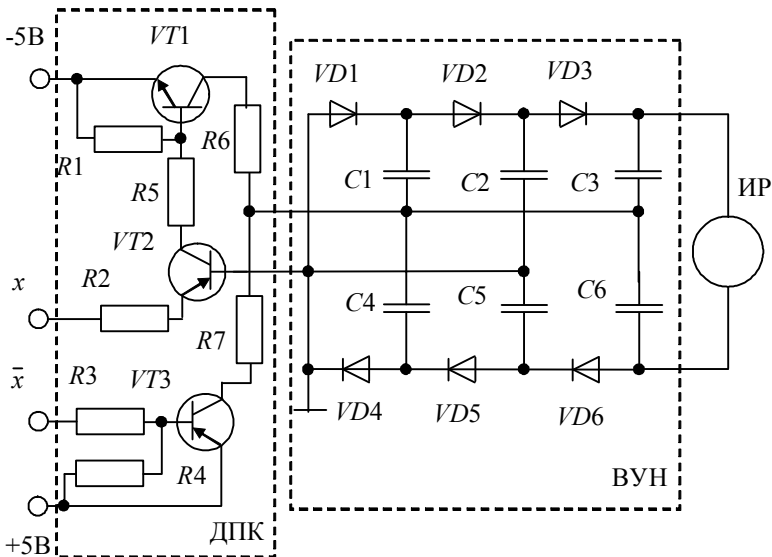 -5В
VT1
VD1 VD2 VD3
R1
R6
R5
C1 C2 C3
ИР
VT2
x
R2
C4 C5 C6
R7
x̄
R3
VT3
R4
VD4 VD5 VD6
ВУН
+5В
ДПК